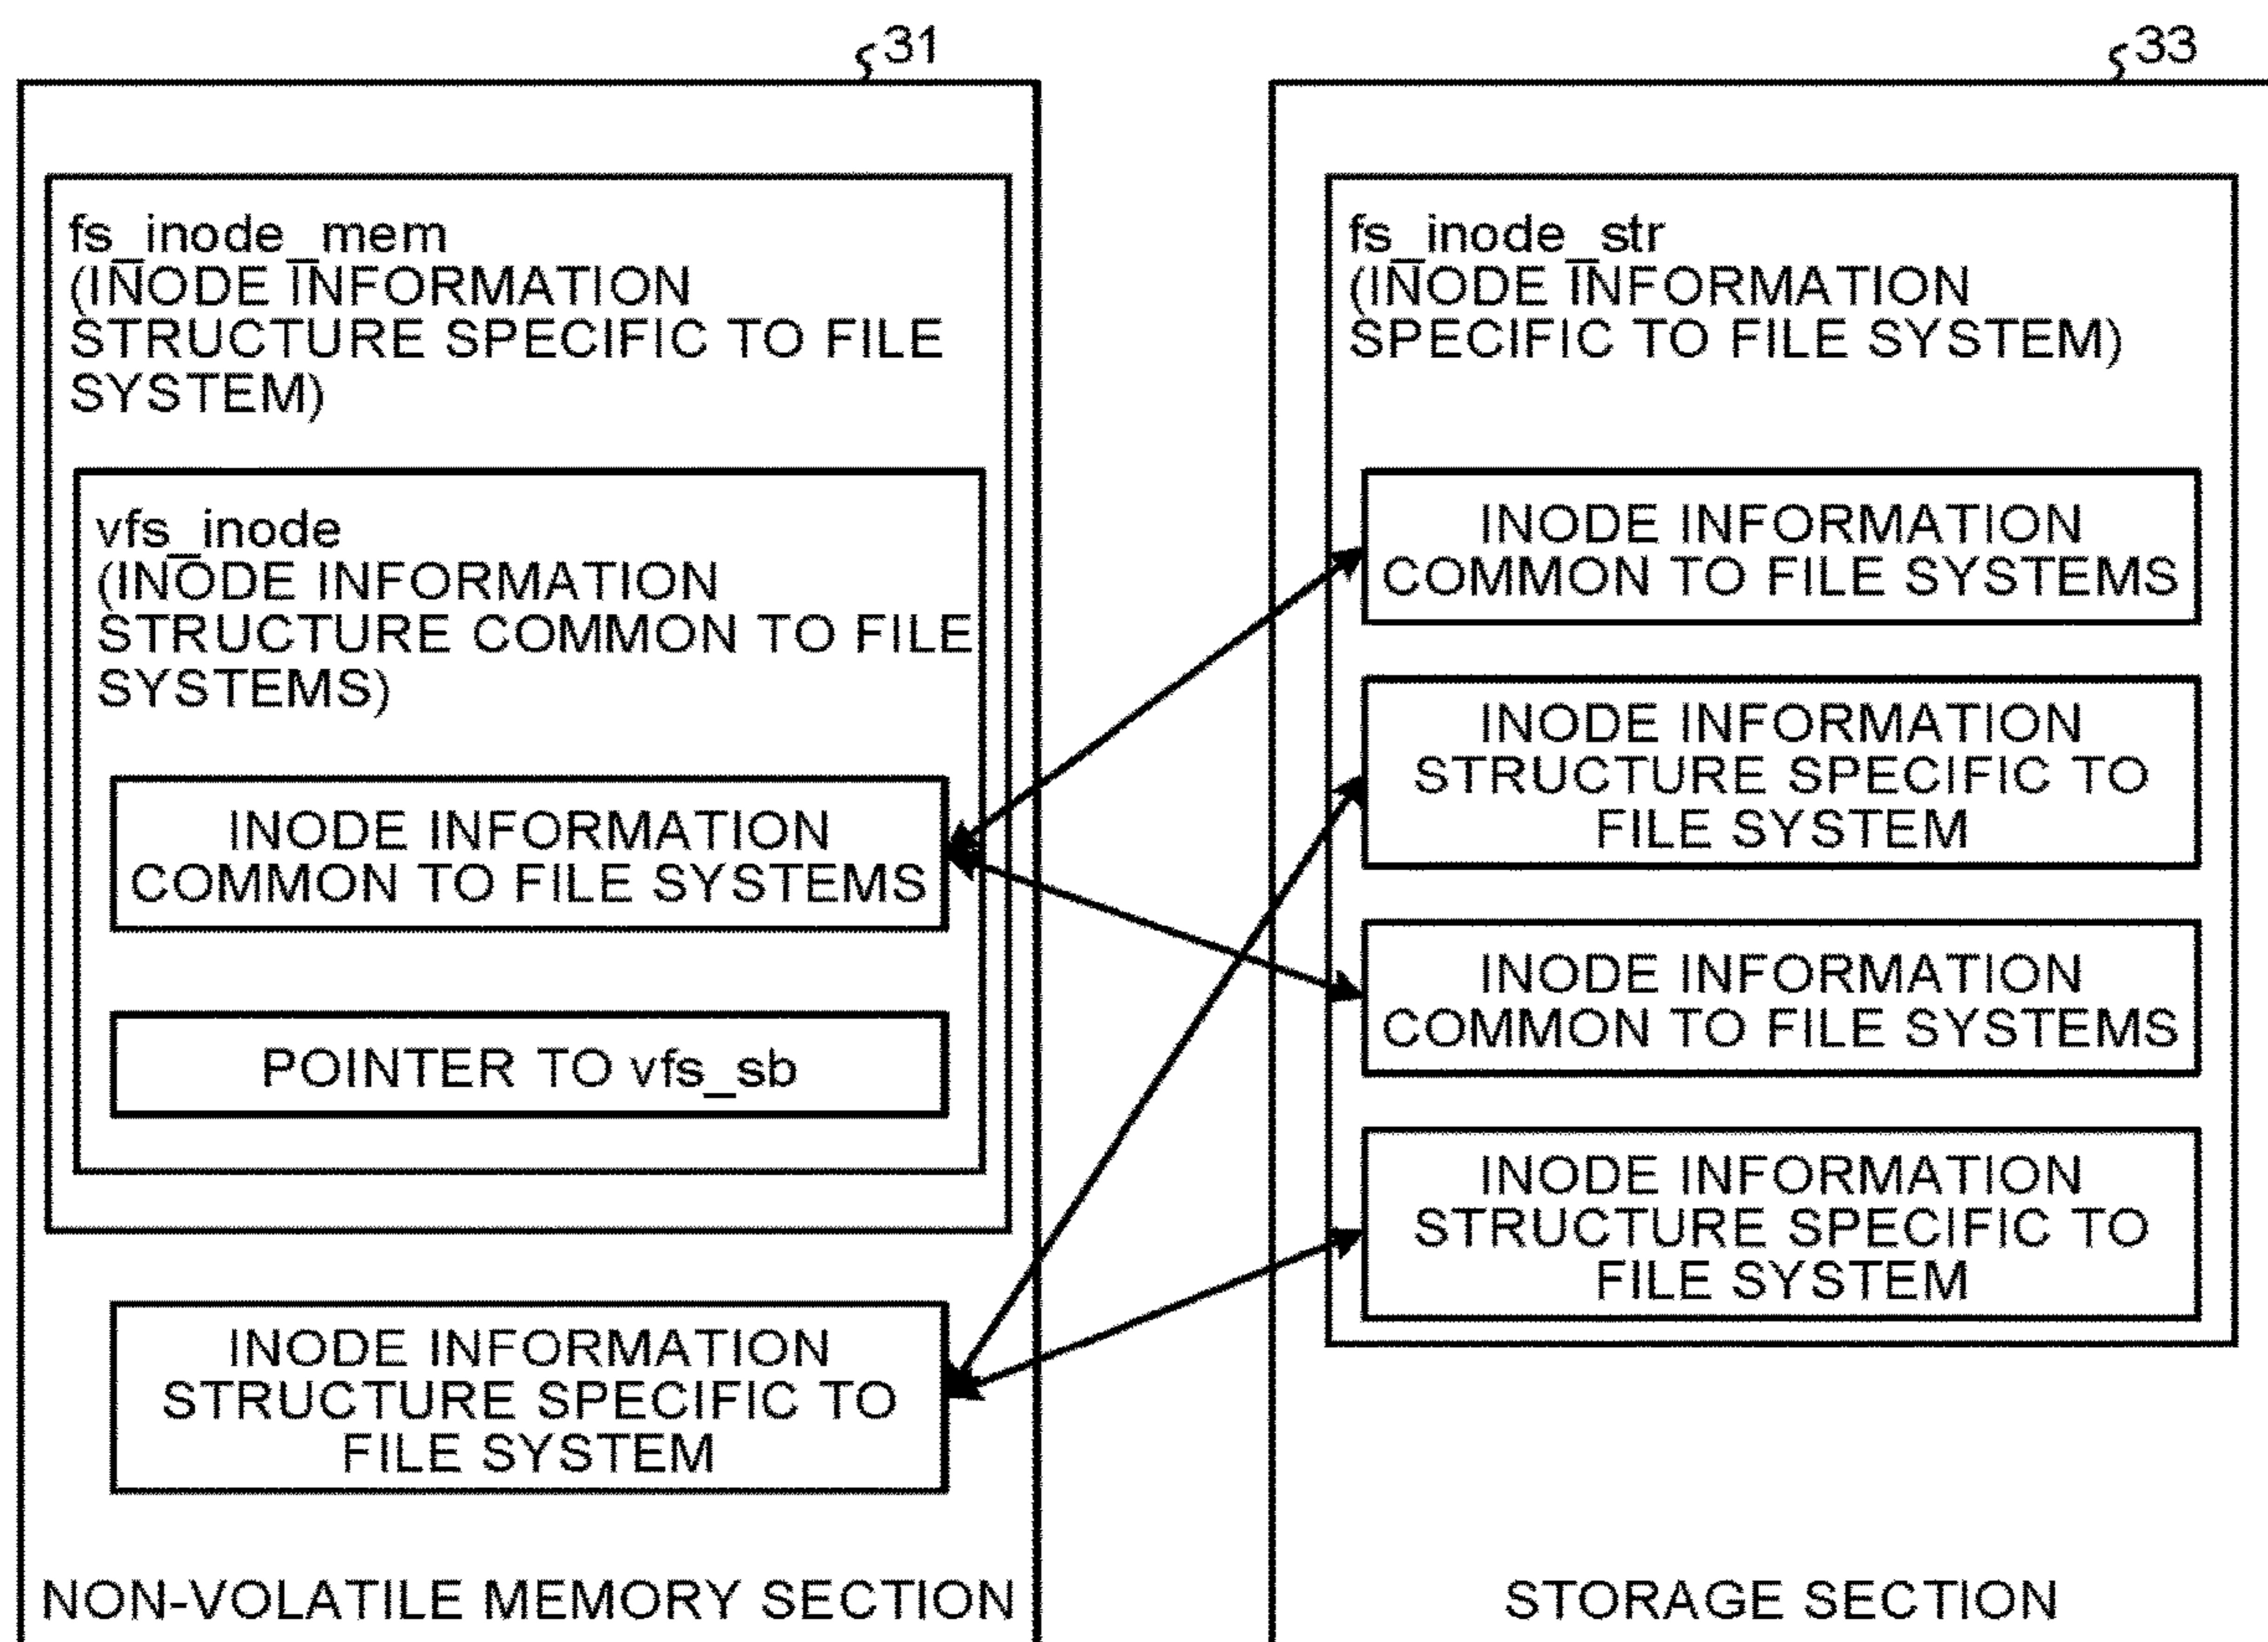 31
fs_inode_mem
(INODE INFORMATION
STRUCTURE SPECIFIC TO FILE
SYSTEM)
vfs_inode
(INODE INFORMATION
STRUCTURE COMMON TO FILE
SYSTEMS)
INODE INFORMATION
COMMON TO FILE SYSTEMS
POINTER TO vfs_sb
INODE INFORMATION
STRUCTURE SPECIFIC TO
FILE SYSTEM
NON-VOLATILE MEMORY SECTION
33
fs_inode_str
(INODE INFORMATION
SPECIFIC TO FILE SYSTEM)
INODE INFORMATION
COMMON TO FILE SYSTEMS
INODE INFORMATION
STRUCTURE SPECIFIC TO
FILE SYSTEM
INODE INFORMATION
COMMON TO FILE SYSTEMS
INODE INFORMATION
STRUCTURE SPECIFIC TO
FILE SYSTEM
STORAGE SECTION